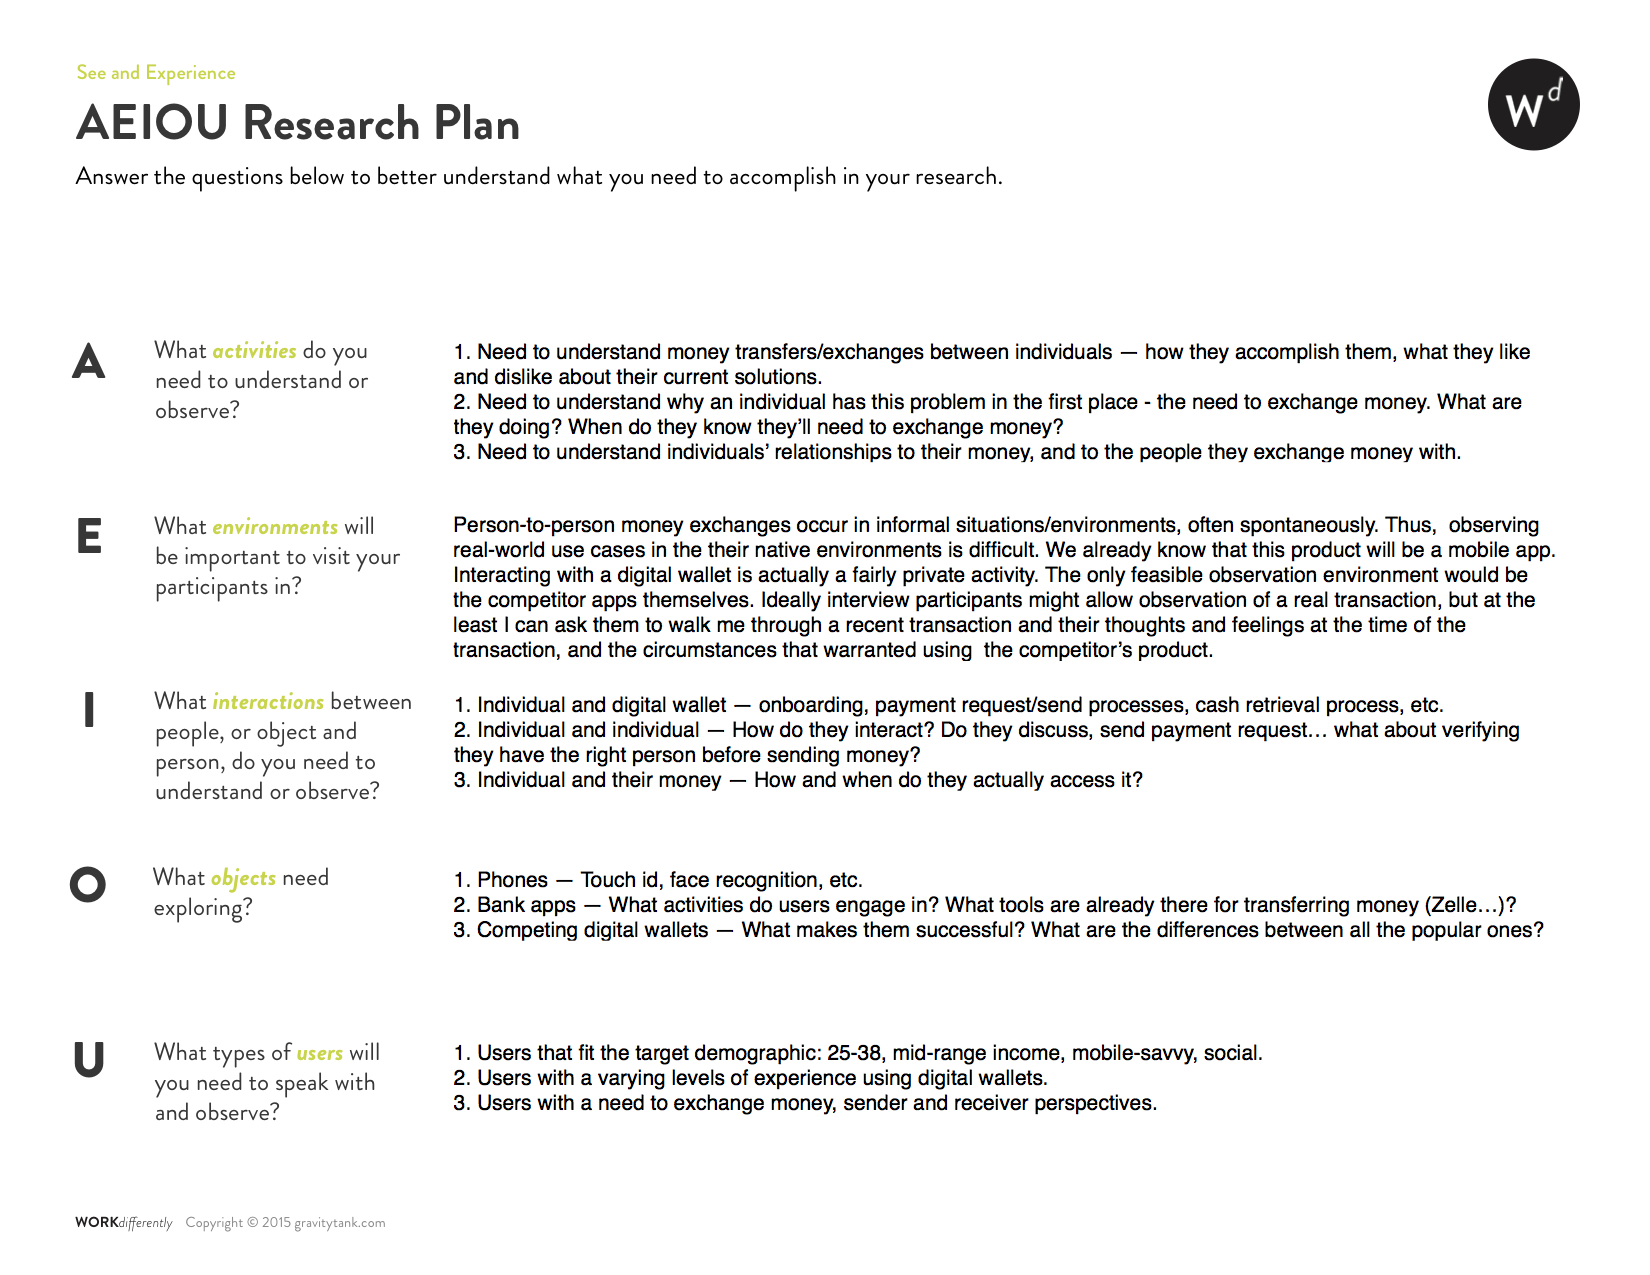 See and Experience
AEIOU Research Plan
Answer the questions below to better understand what you need to accomplish in your research.
Wd
A
What activities do you
need to understand or
observe?
1. Need to understand money transfers/exchanges between individuals — how they accomplish them, what they like
and dislike about their current solutions.
2. Need to understand why an individual has this problem in the first place - the need to exchange money. What are
they doing? When do they know they’ll need to exchange money?
3. Need to understand individuals’ relationships to their money, and to the people they exchange money with.
E
What environments will
be important to visit your
participants in?
Person-to-person money exchanges occur in informal situations/environments, often spontaneously. Thus,  observing
real-world use cases in the their native environments is difficult. We already know that this product will be a mobile app.
Interacting with a digital wallet is actually a fairly private activity. The only feasible observation environment would be
the competitor apps themselves. Ideally interview participants might allow observation of a real transaction, but at the
least I can ask them to walk me through a recent transaction and their thoughts and feelings at the time of the
transaction, and the circumstances that warranted using  the competitor’s product.
I
What interactions between
people, or object and
person, do you need to
understand or observe?
1. Individual and digital wallet — onboarding, payment request/send processes, cash retrieval process, etc.
2. Individual and individual — How do they interact? Do they discuss, send payment request… what about verifying
they have the right person before sending money?
3. Individual and their money — How and when do they actually access it?
O
What objects need
exploring?
1. Phones — Touch id, face recognition, etc.
2. Bank apps — What activities do users engage in? What tools are already there for transferring money (Zelle…)?
3. Competing digital wallets — What makes them successful? What are the differences between all the popular ones?
U
What types of users will
you need to speak with
and observe?
1. Users that fit the target demographic: 25-38, mid-range income, mobile-savvy, social.
2. Users with a varying levels of experience using digital wallets.
3. Users with a need to exchange money, sender and receiver perspectives.
WORKdifferently Copyright © 2015 gravitytank.com